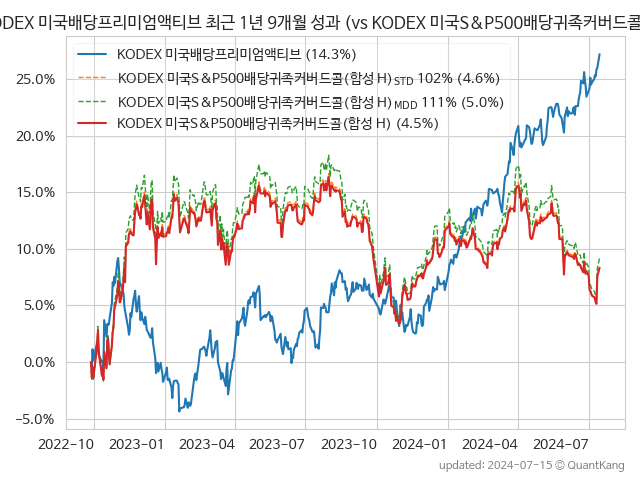 ODEX 미국배당프리미엄액티브 최근 1년 9개월 성과 (vs KODEX 미국S&P500배당귀족커버드콜
KODEX 미국배당프리미엄액티브 (14.3%)
KODEX 미국S&P500배당귀족커버드콜(합성 H) STD 102% (4.6%)
KODEX 미국S&P500배당귀족커버드콜(합성 H) MDD 111% (5.0%)
KODEX 미국S&P500배당귀족커버드콜(합성 H) (4.5%)
25.0%
20.0%
15.0%
10.0%
5.0%
0.0%
−5.0%
2022-10 2023-01 2023-04 2023-07 2023-10 2024-01 2024-04 2024-07
updated: 2024-07-15 © QuantKang